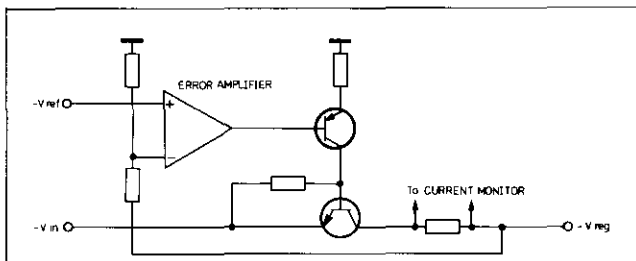 ERROR AMPLIFIER
-Vref
+
−
To CURRENT MONITOR
-Vin
-Vreg